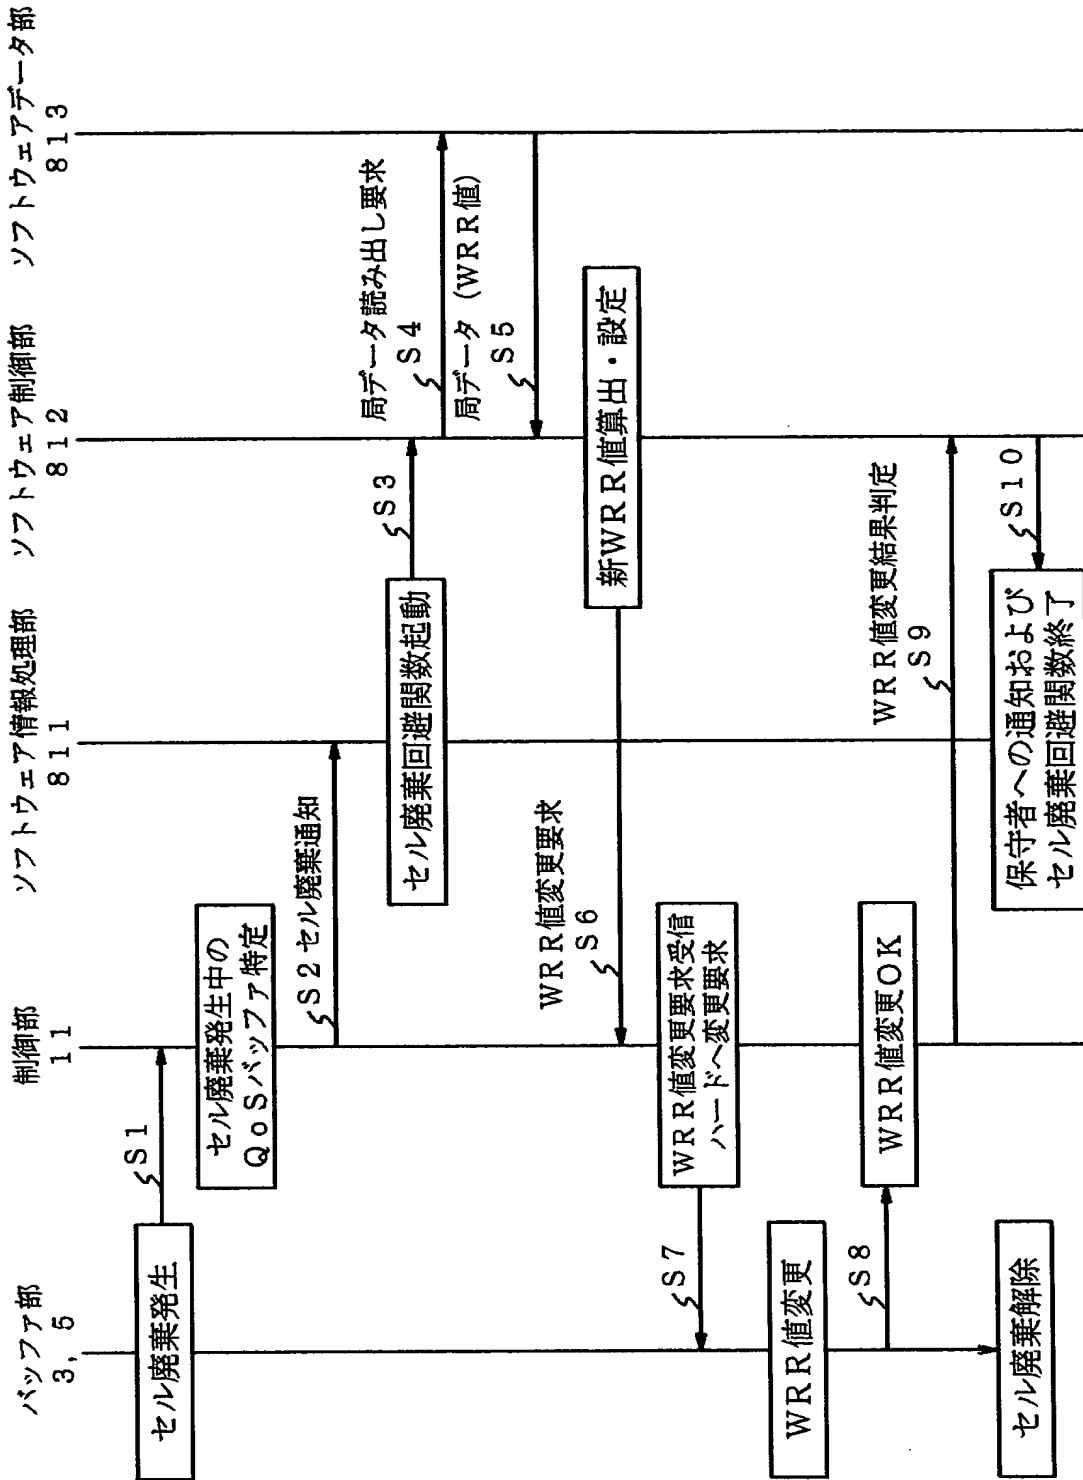 バッファ部
3, 5
制御部
11
ソフトウェア情報処理部
811
ソフトウェア制御部
812
ソフトウェアデータ部
813
セル廃棄発生
S1
セル廃棄発生中の
QoSバッファ特定
S2セル廃棄通知
セル廃棄回避関数起動
S3
局データ読み出し要求
S4
局データ (WRR値)
S5
新WRR値算出・設定
WRR値変更要求
S6
WRR値変更要求受信
ハードへ変更要求
S7
WRR値変更
S8
WRR値変更OK
WRR値変更結果判定
S9
セル廃棄解除
S10
保守者への通知および
セル廃棄回避関数終了